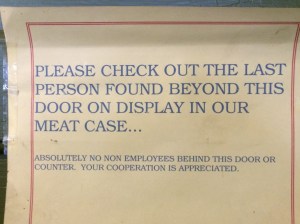 PLEASE CHECK OUT THE LAST
PERSON FOUND BEYOND THIS
DOOR ON DISPLAY IN OUR
MEAT CASE...
ABSOLUTELY NO NON EMPLOYEES BEHIND THIS DOOR OR
COUNTER. YOUR COOPERATION IS APPRECIATED.